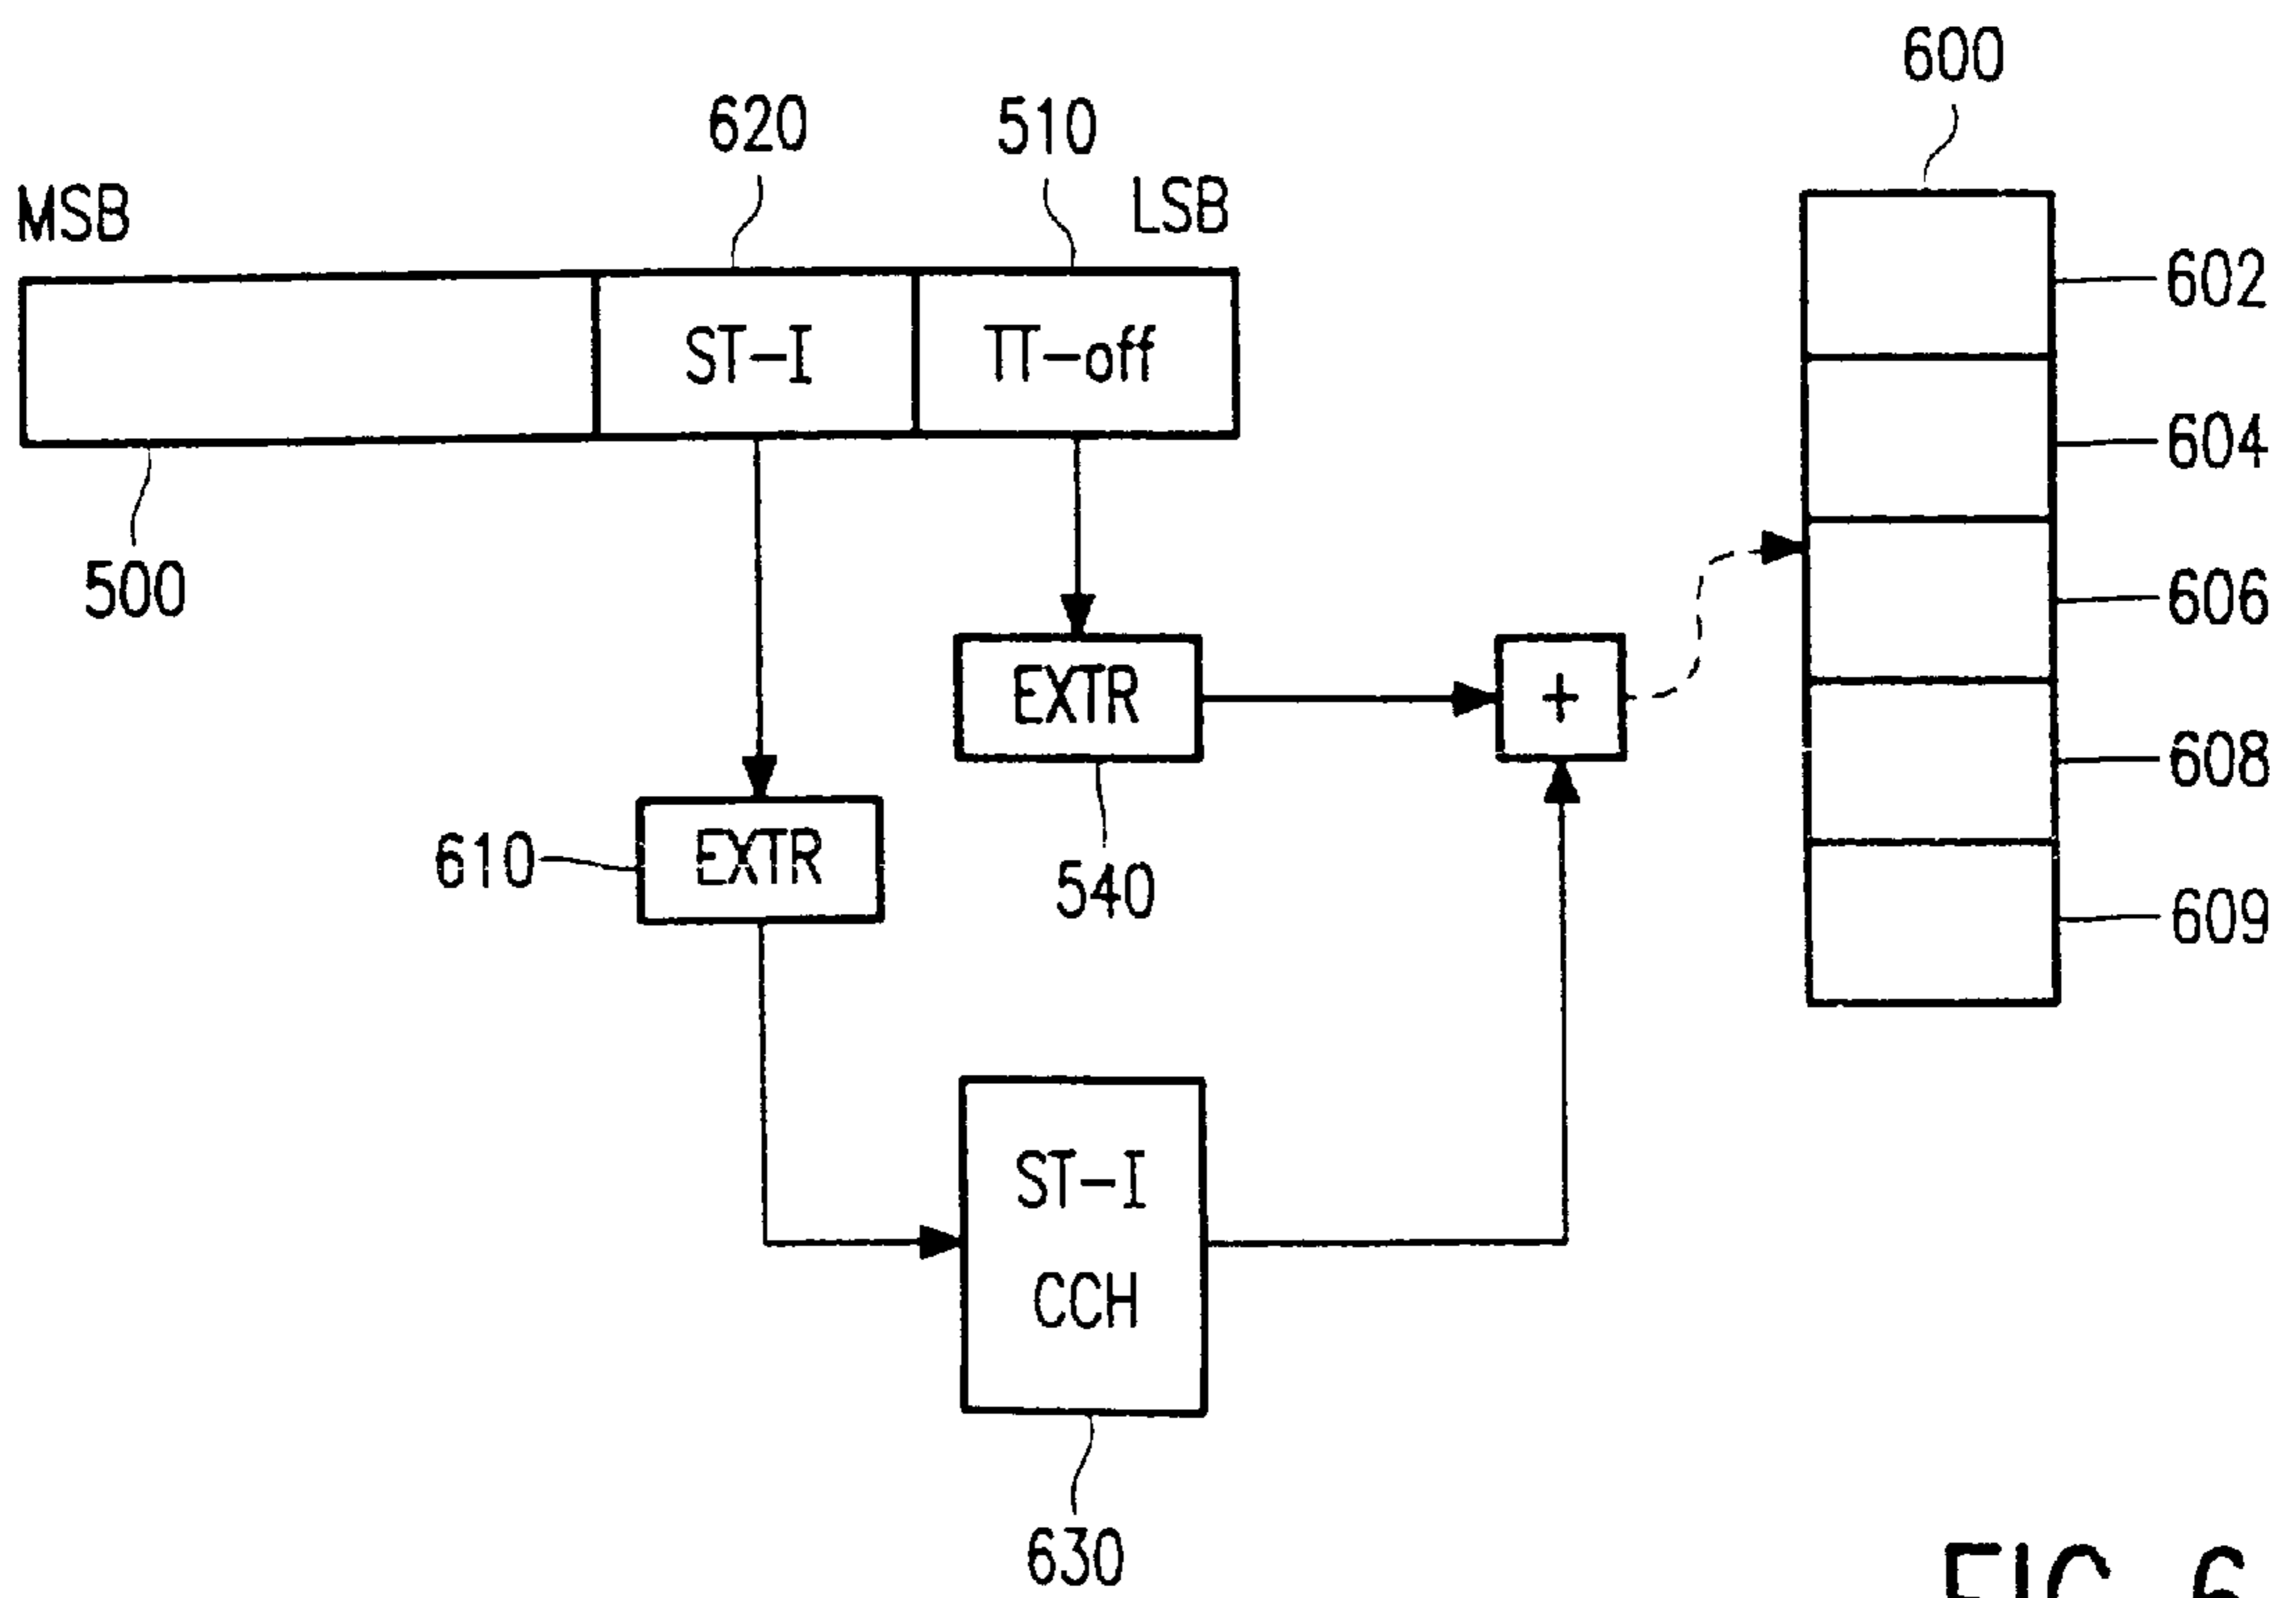 600
620
510
MSB
LSB
602
ST-I
TT-off
604
500
606
EXTR
+
608
610
EXTR
540
609
ST-I
CCH
630
FIG. 6